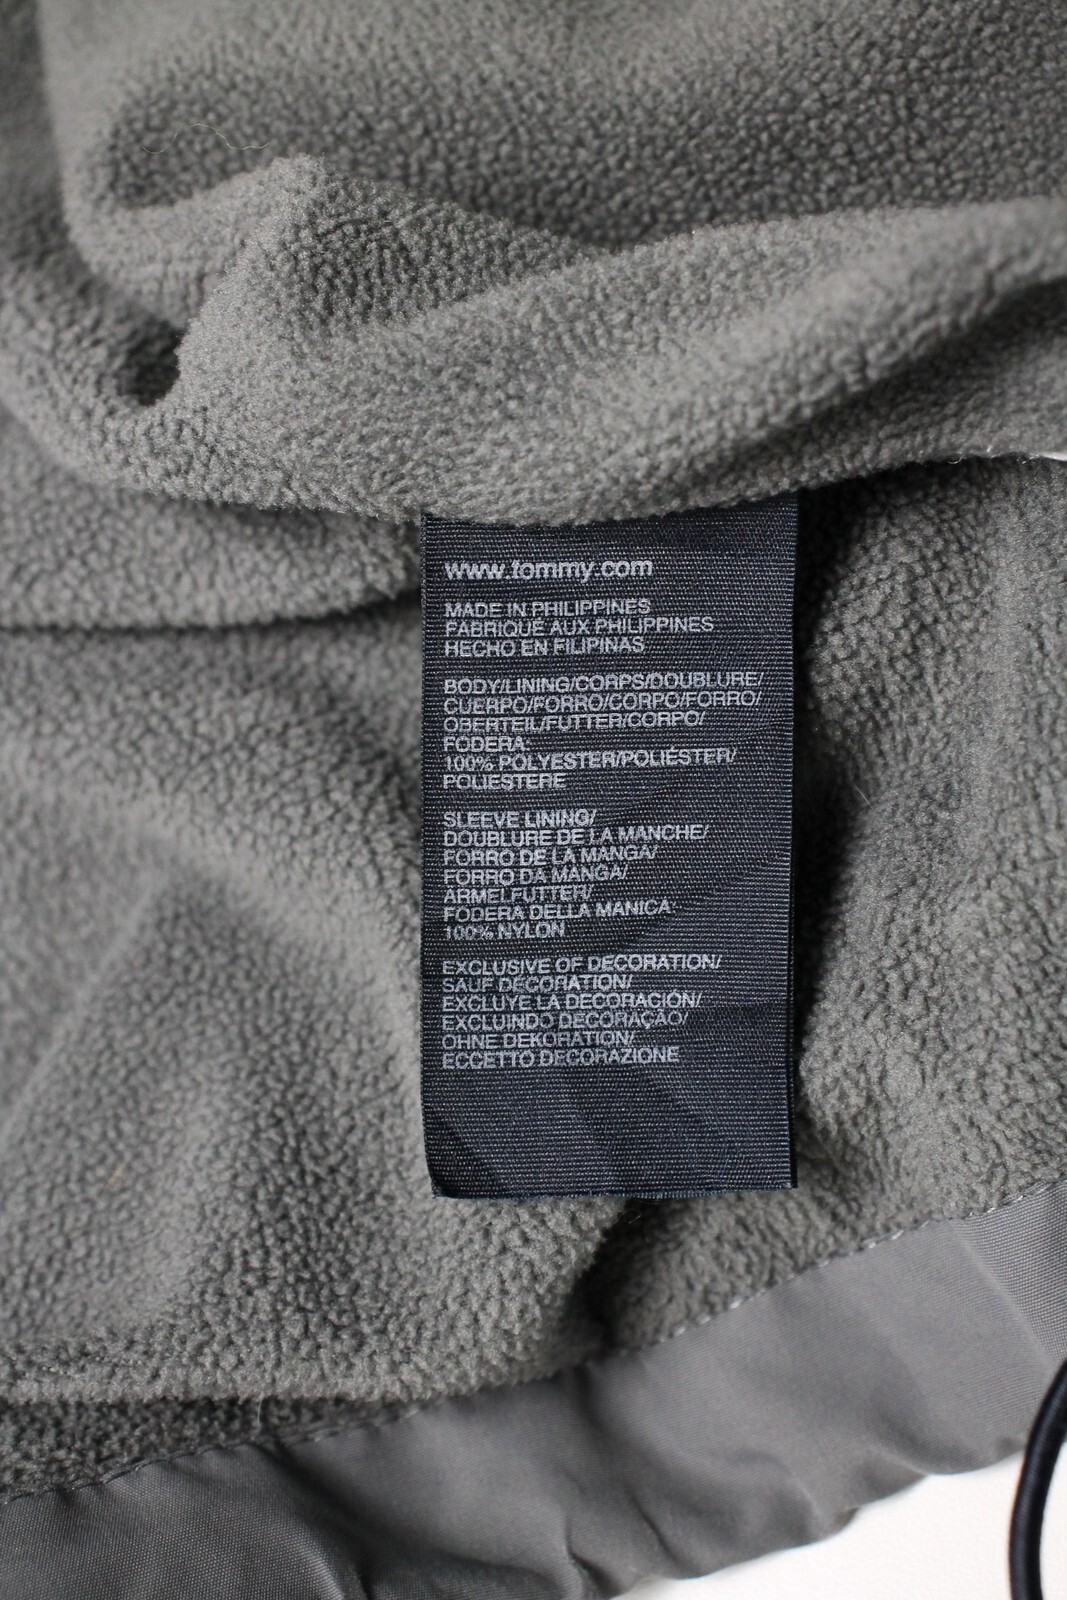 www.tommy.com
MADE IN PHILIPPINES
FABRIQUE AUX PHILIPPINES
HECHO EN FILIPINAS
BODY/LINING/CORPS/DOUBLURE/
CUERPO/FORRO/CORPO/FORRO/
OBERTEIL/FUTTER/CORPO/
FODERA:
100% POLYESTER/POLIÉSTER/
POLIESTERE
SLEEVE LINING/
DOUBLURE DE LA MANCHE/
FORRO DE LA MANGA/
FORRO DA MANGA/
ÄRMELFUTTER/
FODERA DELLA MANICA:
100% NYLON
EXCLUSIVE OF DECORATION/
SAUF DECORATION/
EXCLUYE LA DECORACIÓN/
EXCLUINDO DECORAÇÃO/
OHNE DEKORATION/
ECCETTO DECORAZIONE